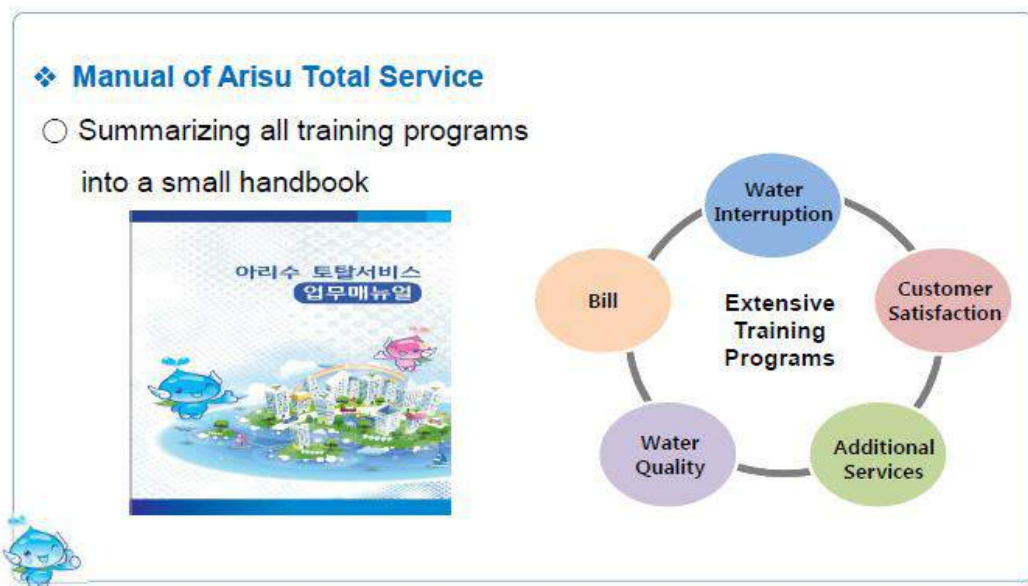 ❖ Manual of Arisu Total Service
○ Summarizing all training programs
into a small handbook
아리수 토탈서비스
업무매뉴얼
Water
Interruption
Customer
Satisfaction
Additional
Services
Water
Quality
Bill
Extensive
Training
Programs